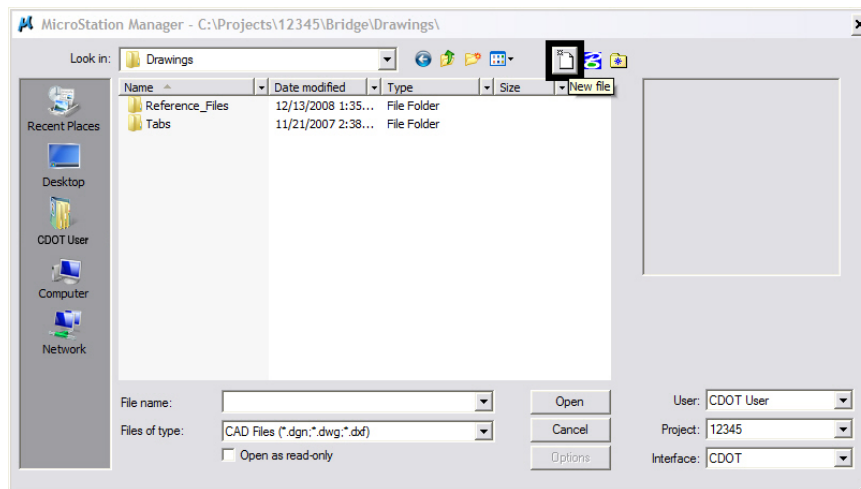 MicroStation Manager - C:\Projects\12345\Bridge\Drawings\
Look in: Drawings
Name Date modified Type Size
New file
Reference_Files 12/13/2008 1:35... File Folder
Tabs 11/21/2007 2:38... File Folder
Recent Places
Desktop
CDOT User
Computer
Network
File name: Open
Files of type: CAD Files (*.dgn;*.dwg;*.dxf) Cancel
Open as read-only Options
User: CDOT User
Project: 12345
Interface: CDOT